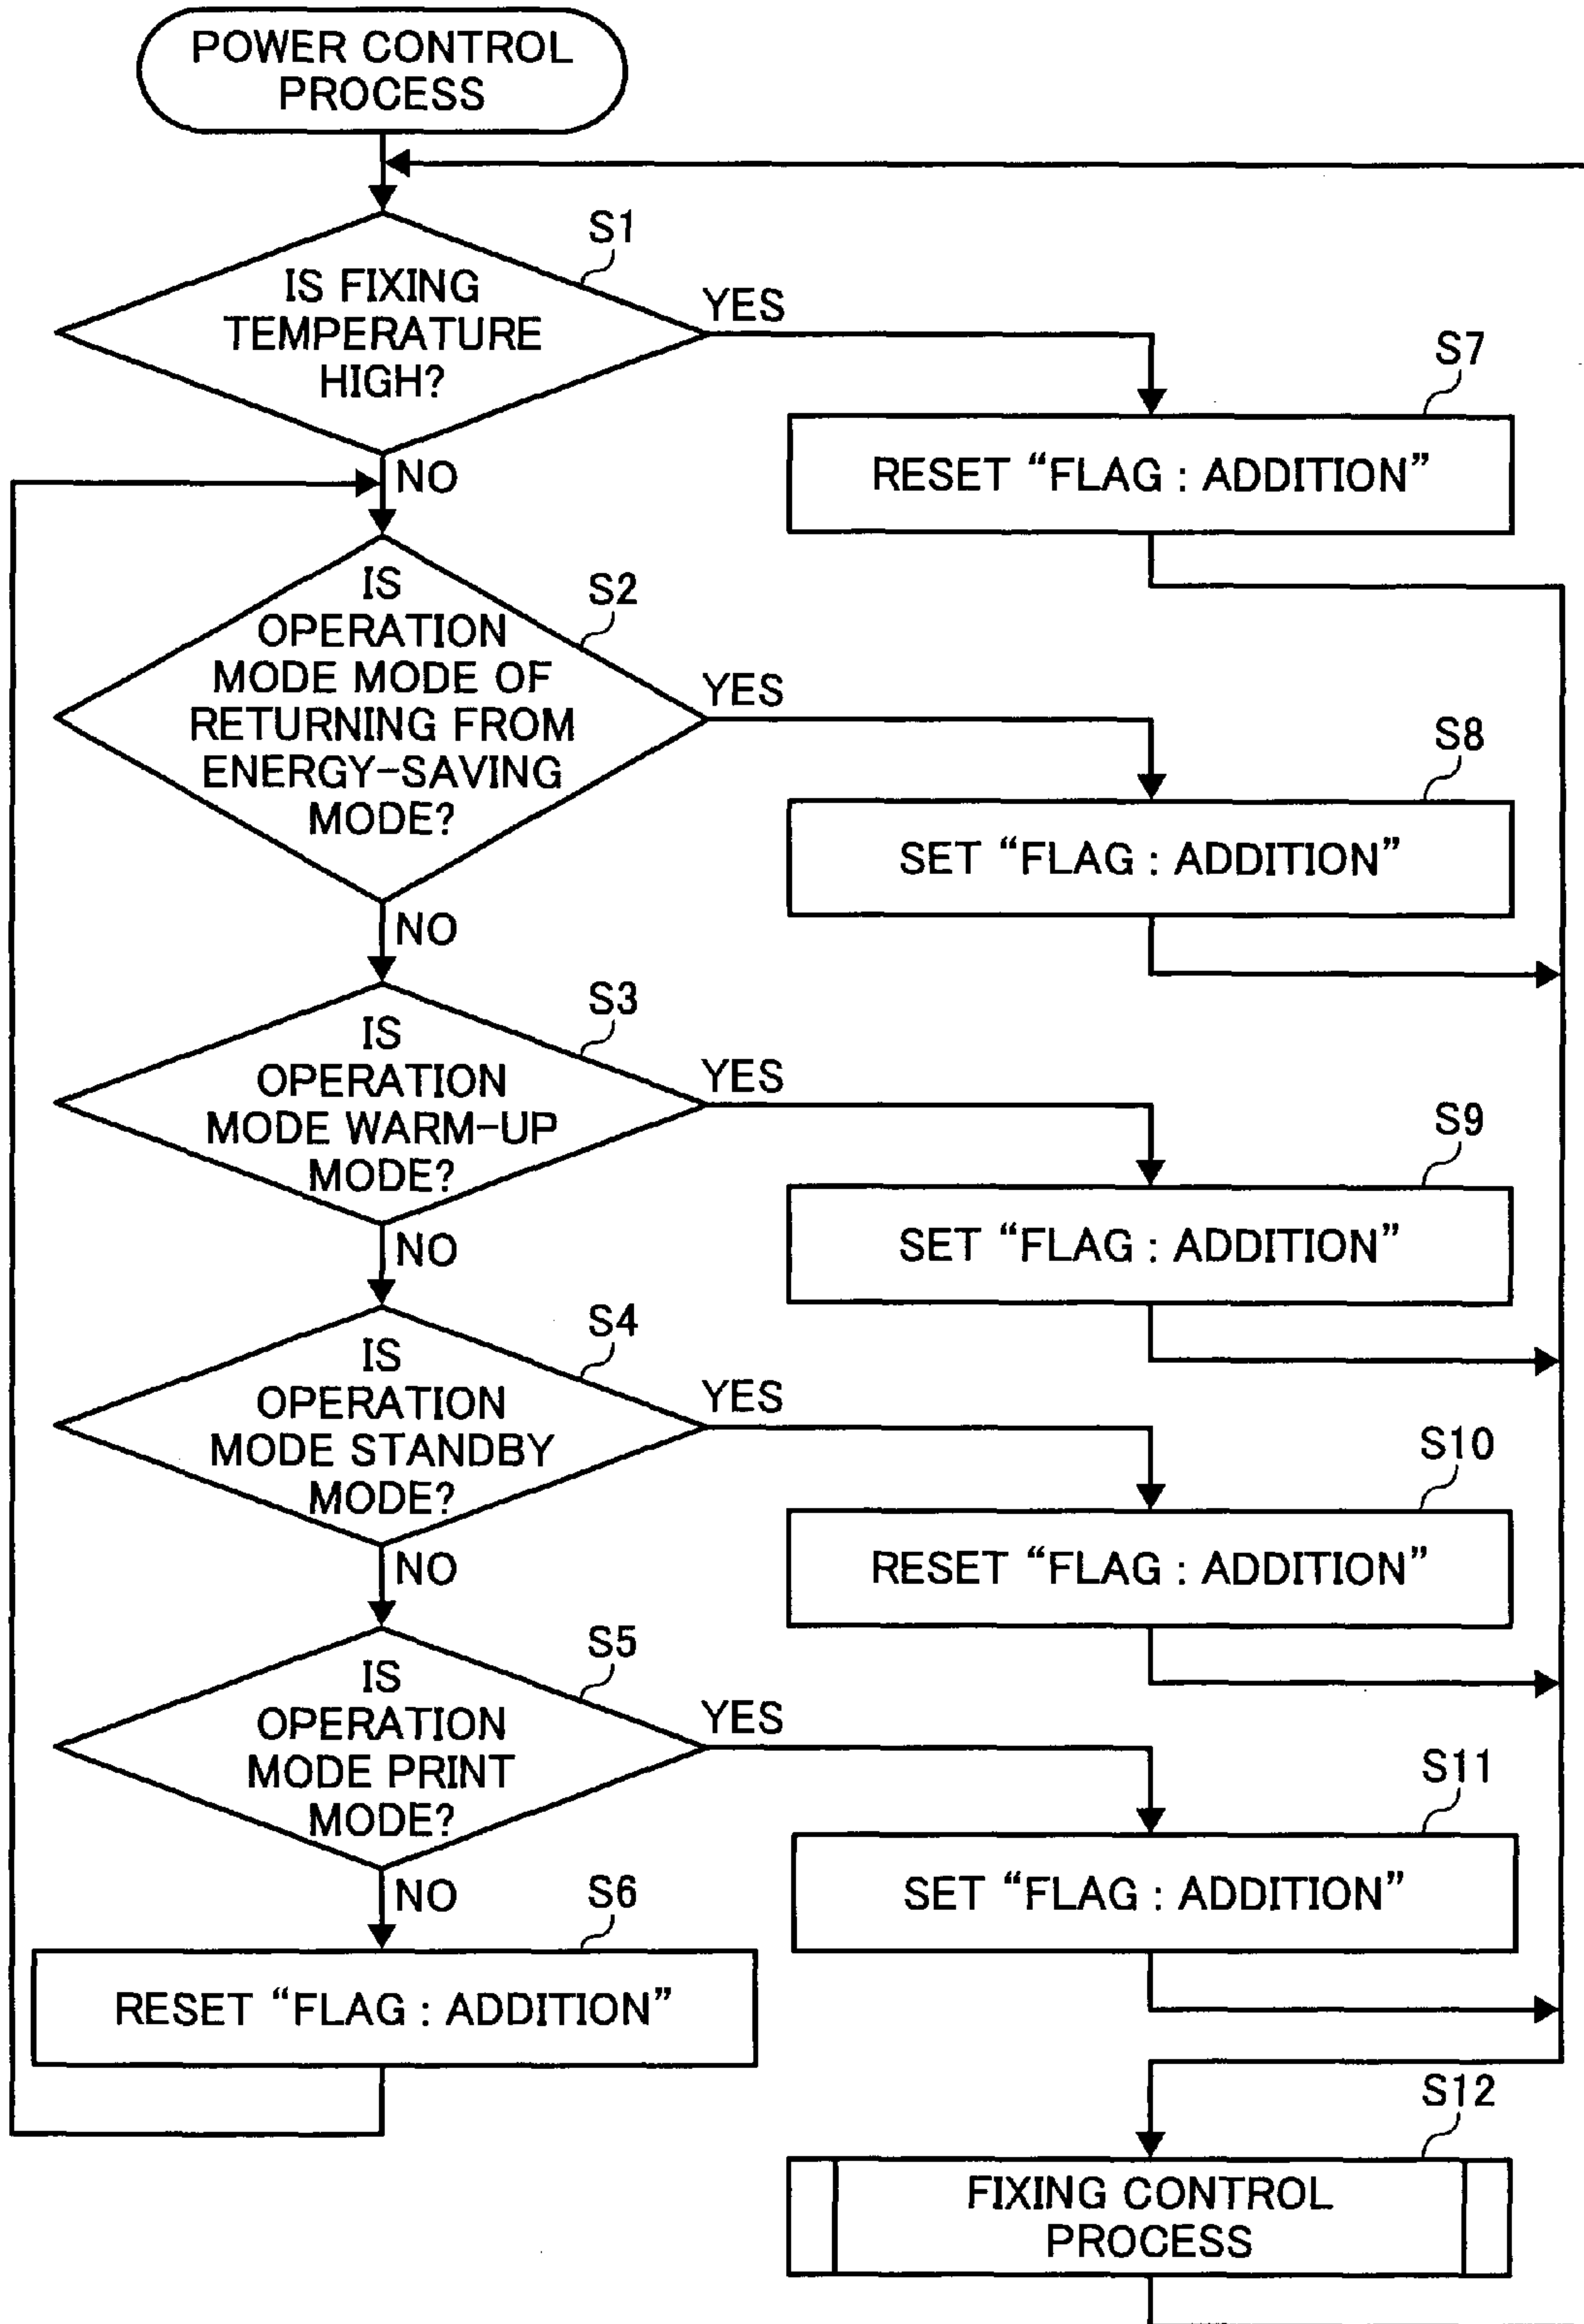 POWER CONTROL
PROCESS
S1
IS FIXING
TEMPERATURE
HIGH?
YES
NO
S7
RESET “FLAG : ADDITION”
S2
IS
OPERATION
MODE MODE OF
RETURNING FROM
ENERGY-SAVING
MODE?
YES
NO
S8
SET “FLAG : ADDITION”
S3
IS
OPERATION
MODE WARM-UP
MODE?
YES
NO
S9
SET “FLAG : ADDITION”
S4
IS
OPERATION
MODE STANDBY
MODE?
YES
NO
S10
RESET “FLAG : ADDITION”
S5
IS
OPERATION
MODE PRINT
MODE?
YES
NO
S11
SET “FLAG : ADDITION”
S6
RESET “FLAG : ADDITION”
S12
FIXING CONTROL
PROCESS